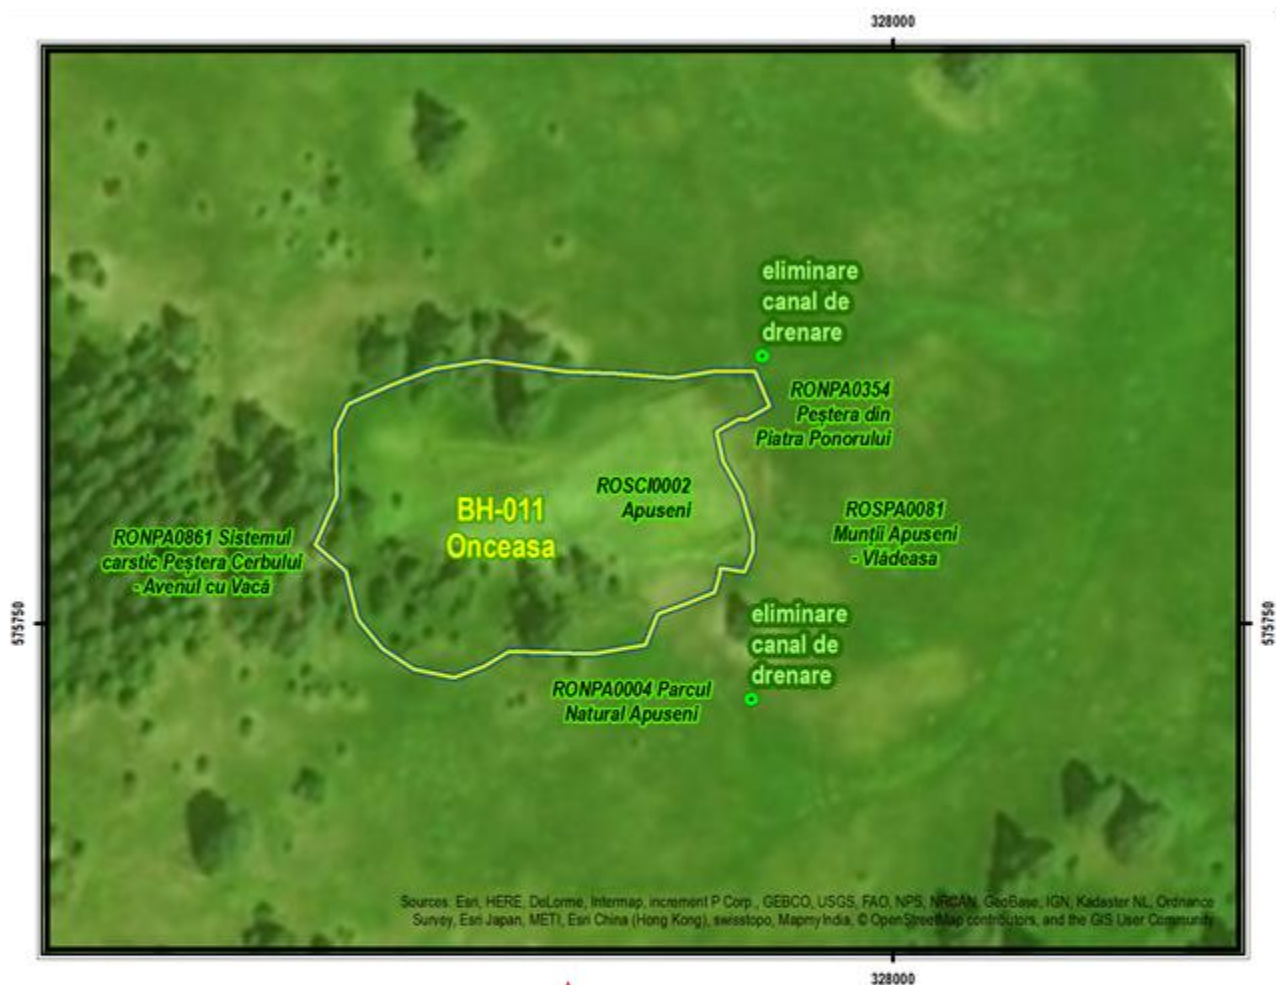 328000
eliminare
canal de
drenare
RONPA0354
Peștera din
Piatra Ponorului
ROSCI0002
Apuseni
BH-011
Onceasa
ROSPA0081
Munții Apuseni
- Vlădeasa
RONPA0861 Sistemul
carstic Peștera Cerbului
- Avenul cu Vacă
575750
575750
eliminare
canal de
drenare
RONPA0004 Parcul
Natural Apuseni
Sources: Esri, HERE, DeLorme, Intermap, increment P Corp., GEBCO, USGS, FAO, NPS, NRCAN, GeoBase, IGN, Kadaster NL, Ordnance
Survey, Esri Japan, METI, Esri China (Hong Kong), swisstopo, MapmyIndia, © OpenStreetMap contributors, and the GIS User Community
328000